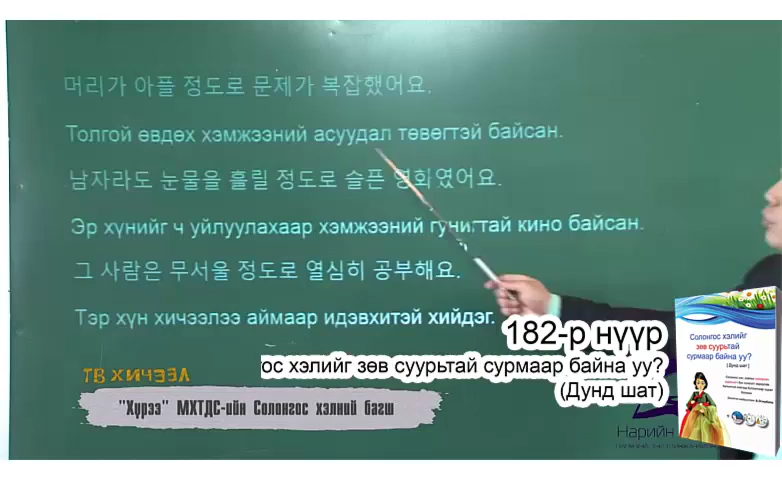 머리가 아플 정도로 문제가 복잡했어요.
Толгой өвдөх хэмжээний асуудал төвөгтэй байсан.
남자라도 눈물을 흘릴 정도로 슬픈 영화였어요.
Эр хүнийг ч уйлуулахаар хэмжээний гунигтай кино байсан.
그 사람은 무서울 정도로 열심히 공부해요.
Тэр хүн хичээлээ аймаар идэвхитэй хийдэг.
182-р нүүр
ос хэлийг зөв суурьтай сурмаар байна уу?
(Дунд шат)
ТВ ХИЧЭЭЛ
"Хүрээ" МХТДС-ийн Солонгос хэлний багш
Нарийн
Солонгос хэлийг
зөв суурьтай
сурмаар байна уу?
[Дунд шат]